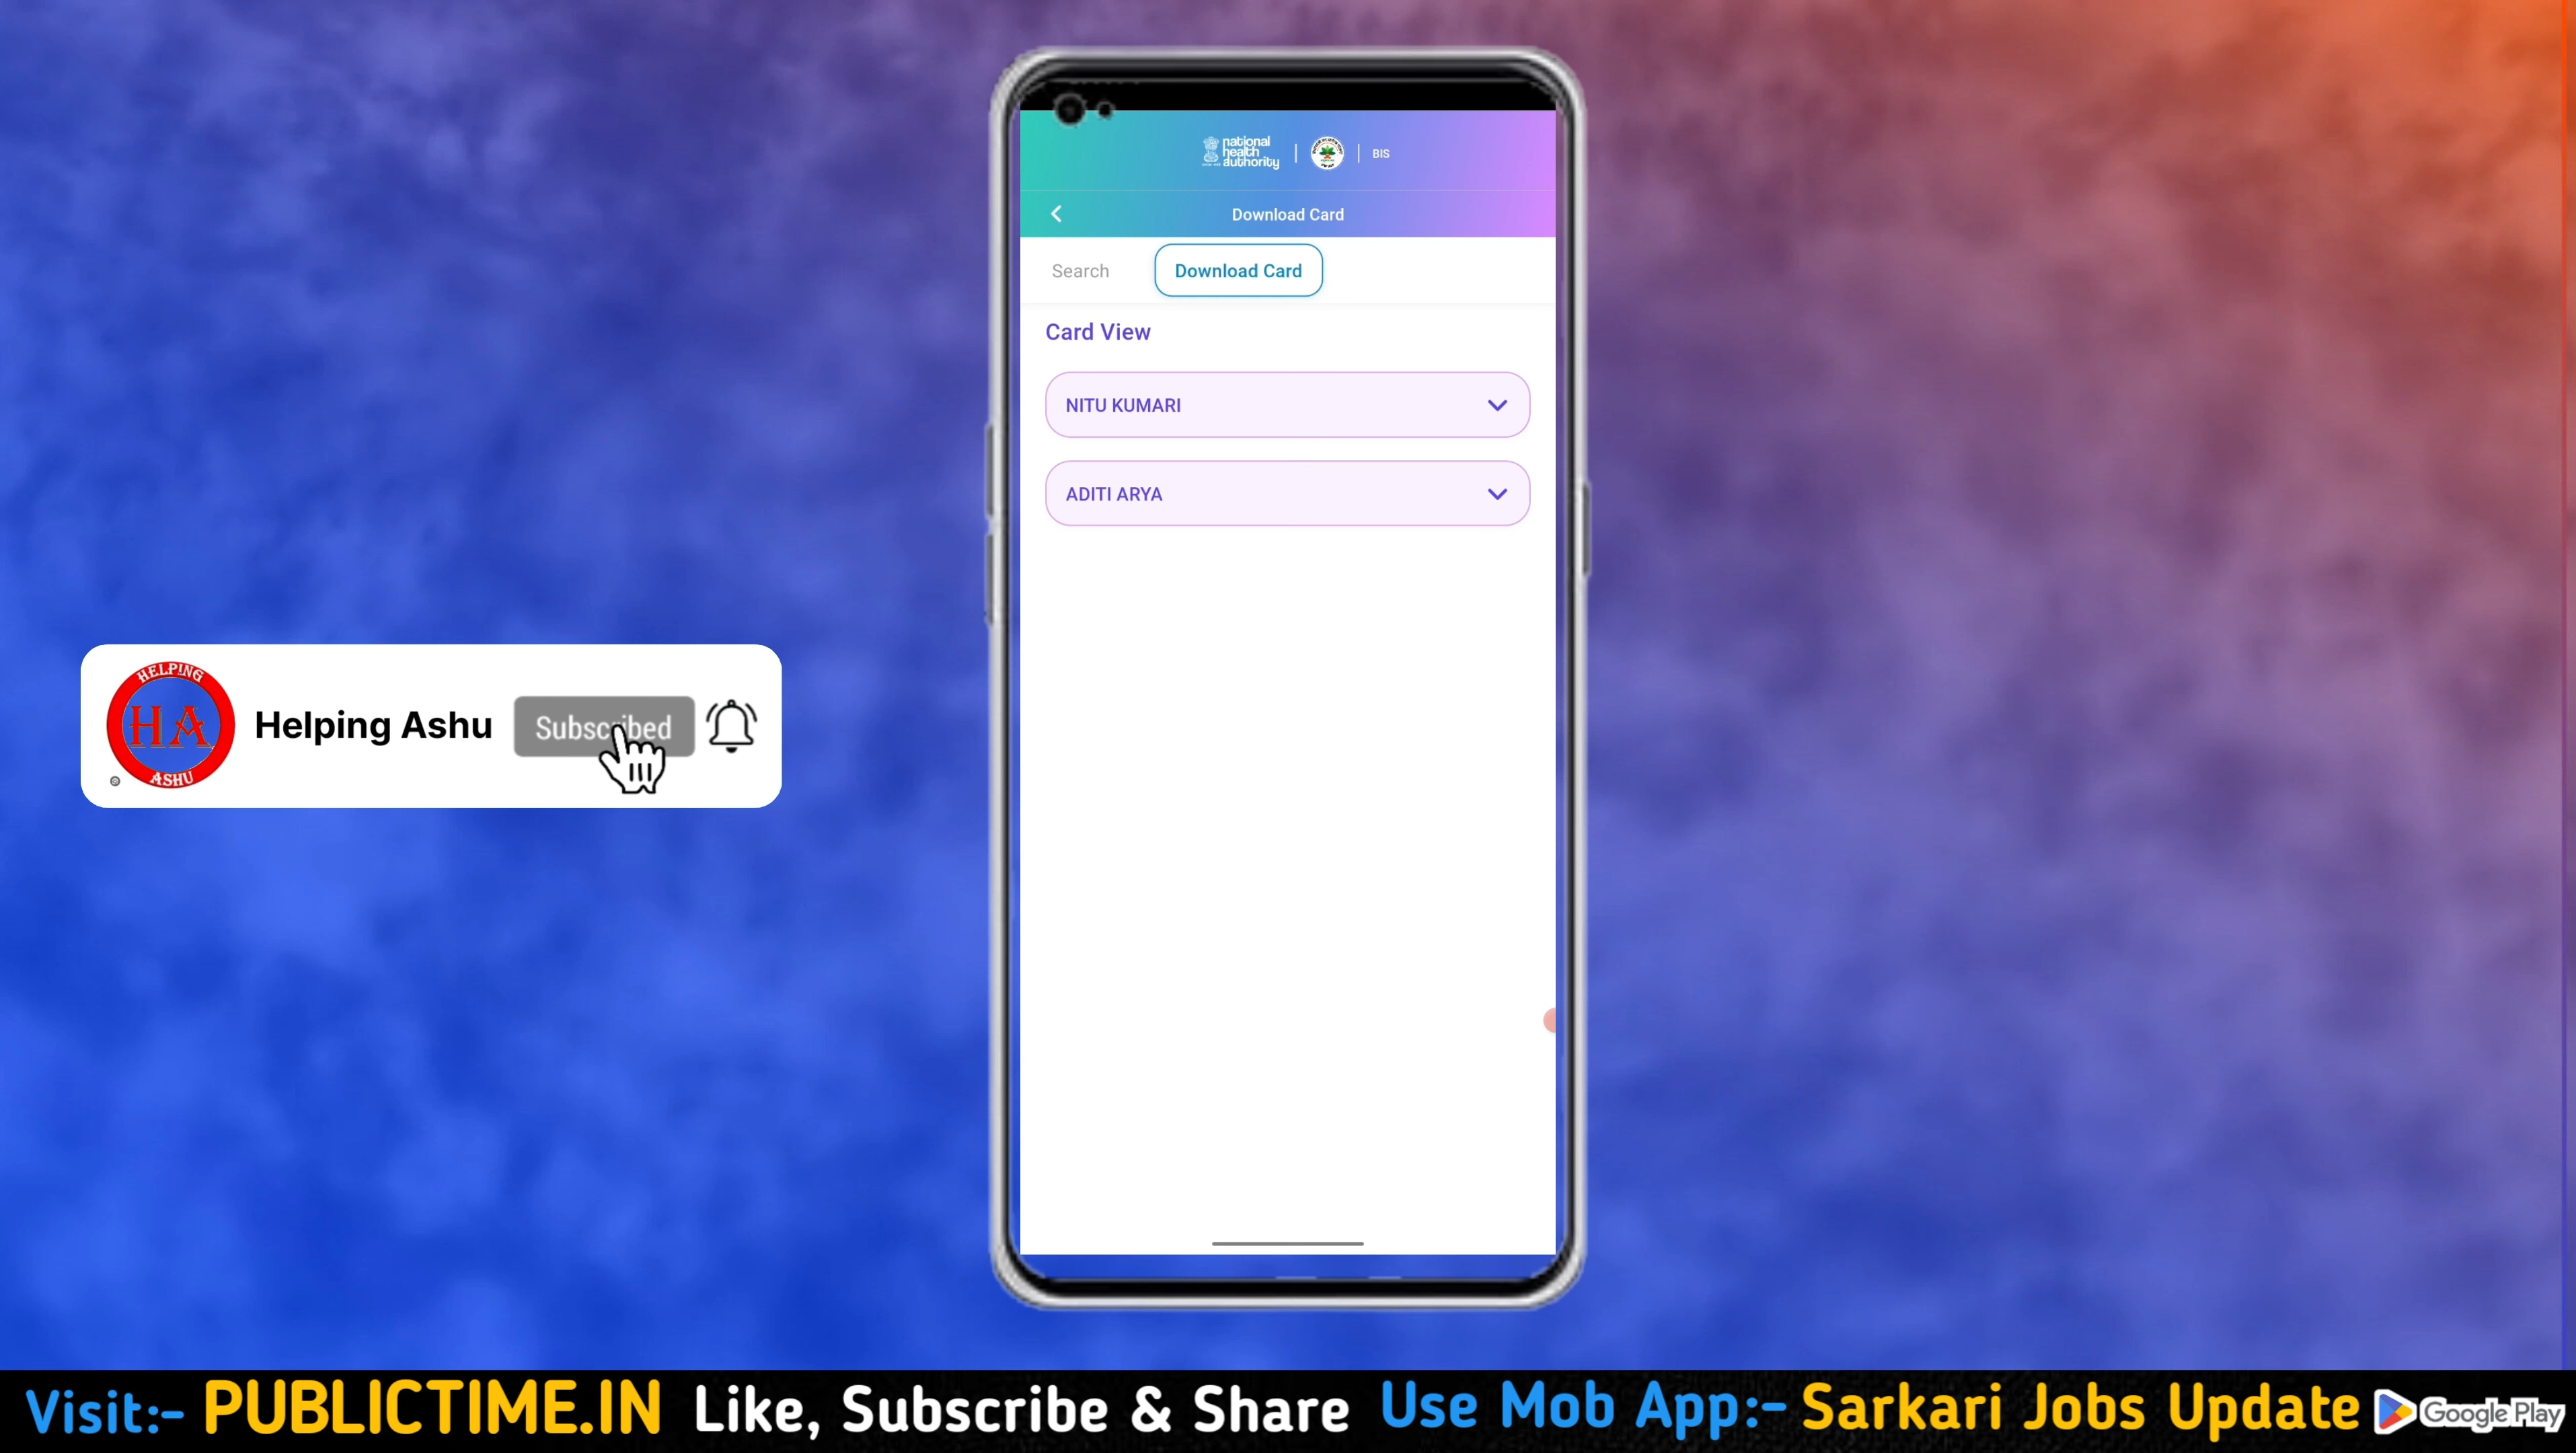 national
health
authority
BIS
Download Card
Search
Download Card
Card View
NITU KUMARI
ADITI ARYA
HELPING
HA
ASHU
Helping Ashu
Subscribed
Visit:- PUBLICTIME.IN Like, Subscribe & Share Use Mob App:- Sarkari Jobs Update Google Play